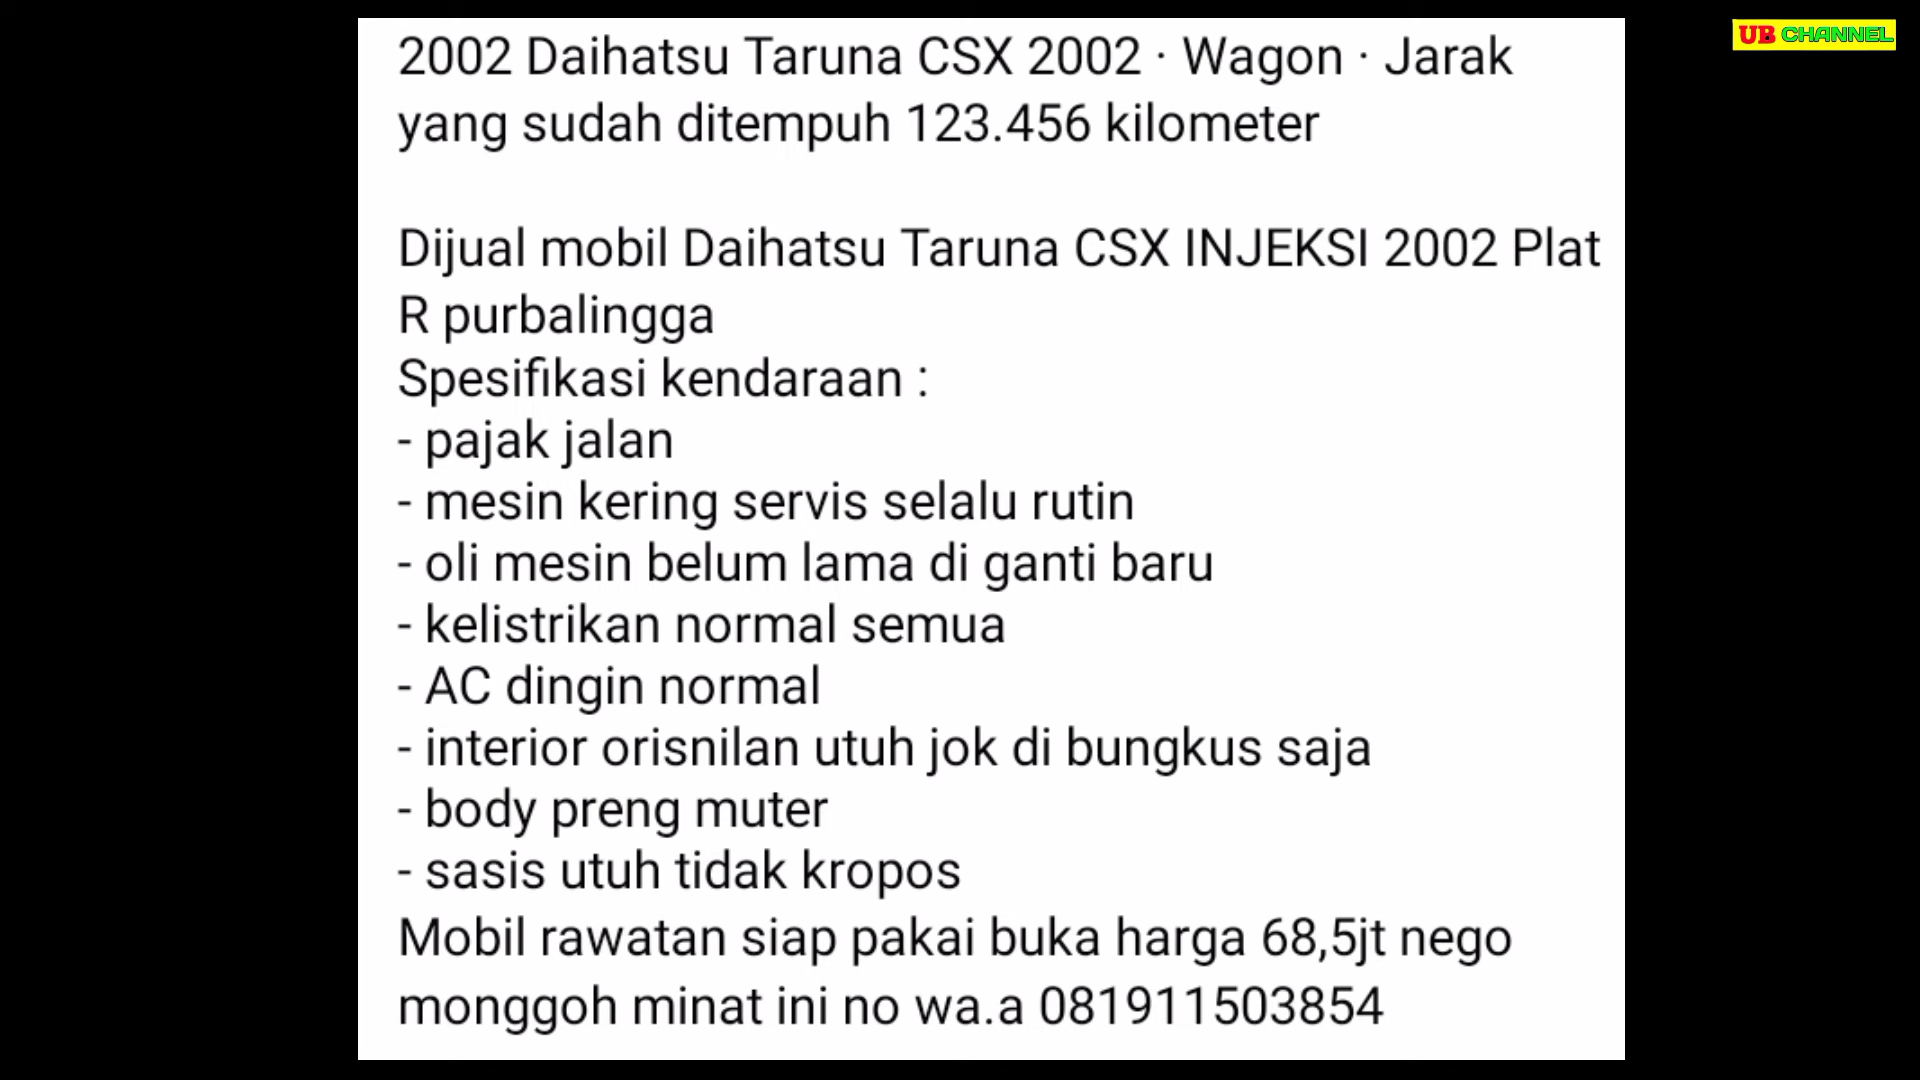 UB CHANNEL
2002 Daihatsu Taruna CSX 2002 · Wagon · Jarak
yang sudah ditempuh 123.456 kilometer
Dijual mobil Daihatsu Taruna CSX INJEKSI 2002 Plat
R purbalingga
Spesifikasi kendaraan :
- pajak jalan
- mesin kering servis selalu rutin
- oli mesin belum lama di ganti baru
- kelistrikan normal semua
- AC dingin normal
- interior orisnilan utuh jok di bungkus saja
- body preng muter
- sasis utuh tidak kropos
Mobil rawatan siap pakai buka harga 68,5jt nego
monggoh minat ini no wa.a 081911503854